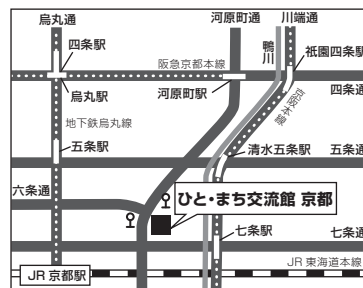 烏丸通
河原町通
川端通
四条駅
阪急京都本線
鴨川
祇園四条駅
烏丸駅
河原町駅
四条通
地下鉄烏丸線
京阪本線
五条駅
清水五条駅
五条通
六条通
ひと・まち交流館 京都
七条駅
七条通
JR 京都駅
JR 東海道本線